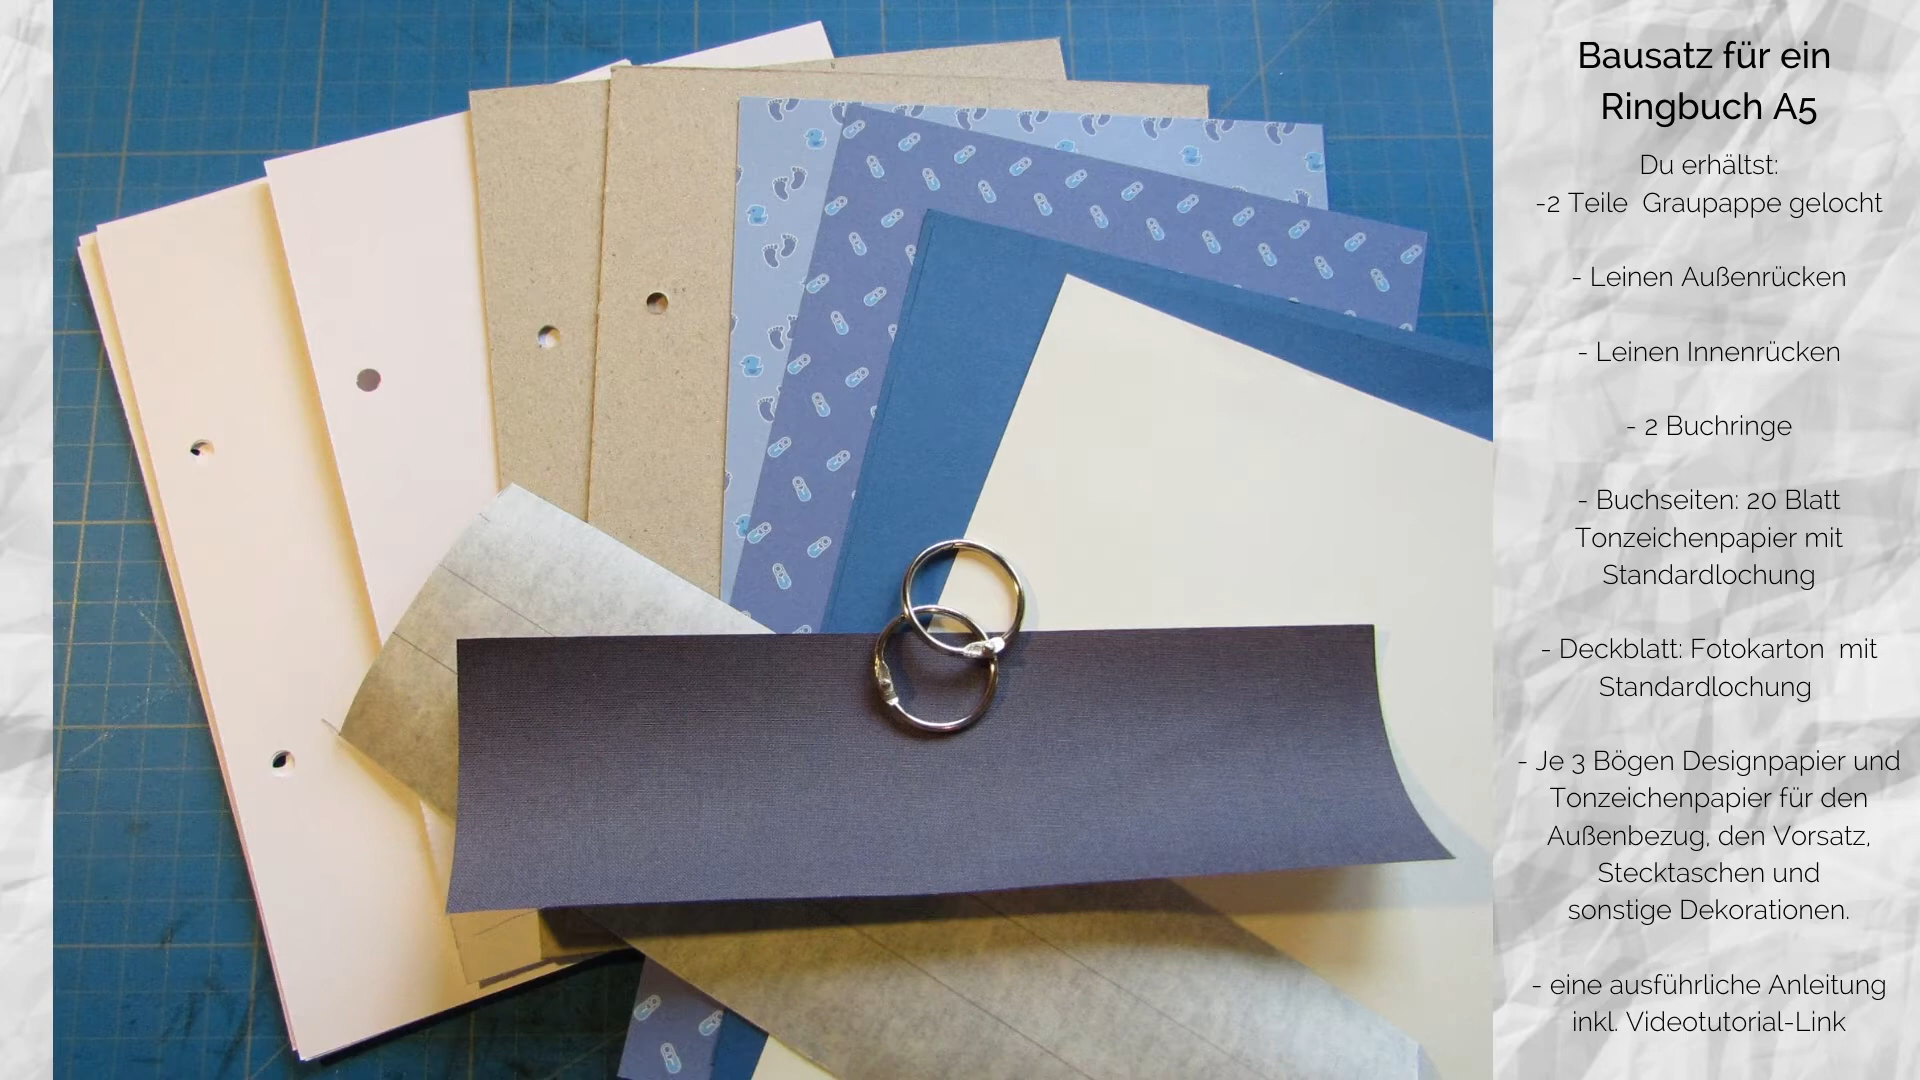 Bausatz für ein
Ringbuch A5
Du erhältst:
-2 Teile  Graupappe gelocht
- Leinen Außenrücken
- Leinen Innenrücken
- 2 Buchringe
- Buchseiten: 20 Blatt
Tonzeichenpapier mit
Standardlochung
- Deckblatt: Fotokarton  mit
Standardlochung
- Je 3 Bögen Designpapier und
Tonzeichenpapier für den
Außenbezug, den Vorsatz,
Stecktaschen und
sonstige Dekorationen.
- eine ausführliche Anleitung
inkl. Videotutorial-Link